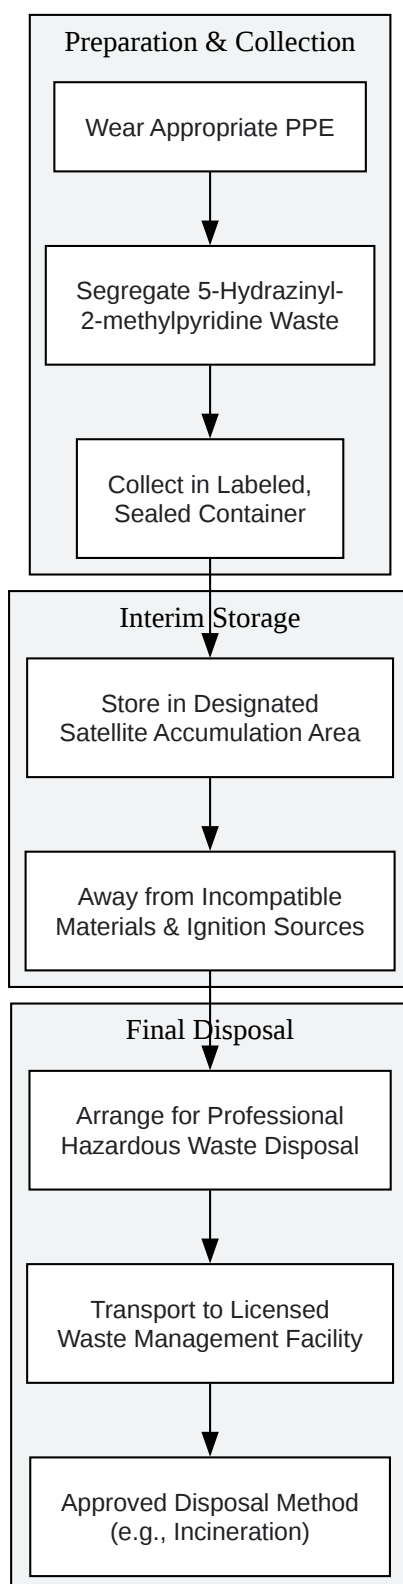 Preparation & Collection
Wear Appropriate PPE
Segregate 5-Hydrazinyl-
2-methylpyridine Waste
Collect in Labeled,
Sealed Container
Interim Storage
Store in Designated
Satellite Accumulation Area
Away from Incompatible
Materials & Ignition Sources
Final Disposal
Arrange for Professional
Hazardous Waste Disposal
Transport to Licensed
Waste Management Facility
Approved Disposal Method
(e.g., Incineration)